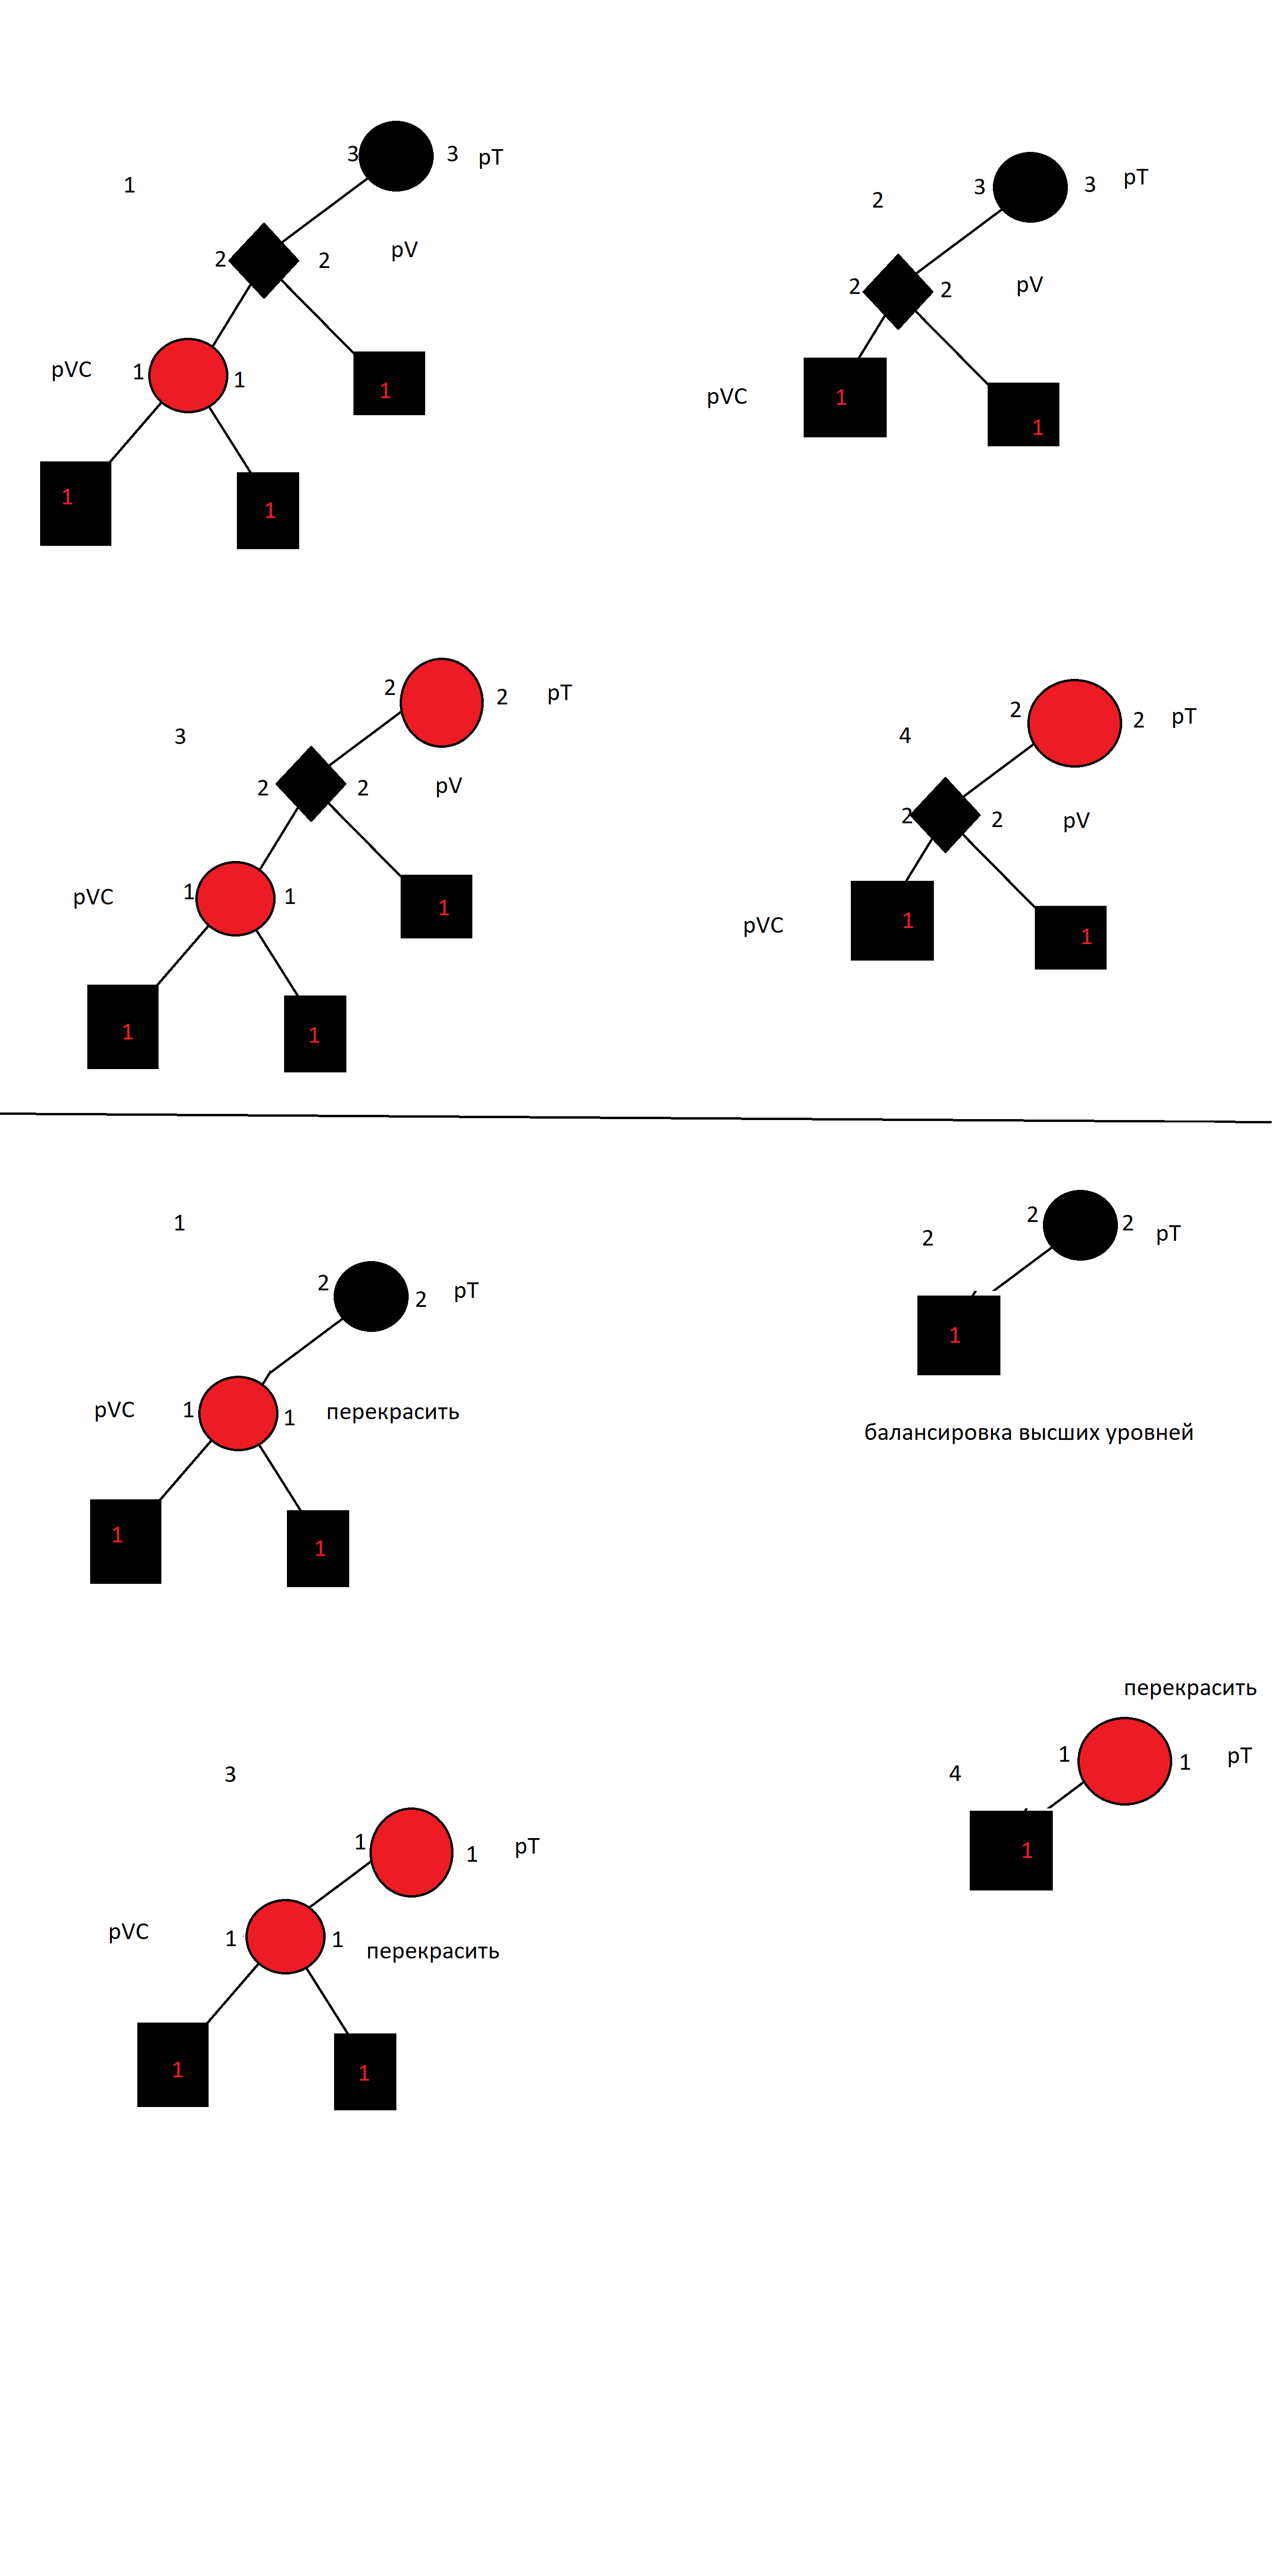 3 3 pT
1
2 2 pV
pVC 1 1 1
1 1
2 3 3 pT
2 2 pV
pVC 1 1
3 2 2 pT
2 2 pV
pVC 1 1 1
1 1
4 2 2 pT
2 2 pV
pVC 1 1
1
2 2 pT
pVC 1 1 перекрасить
1 1
2 2 2 pT
1
балансировка высших уровней
3
1 1 pT
pVC 1 1 перекрасить
1 1
перекрасить
4 1 1 pT
1